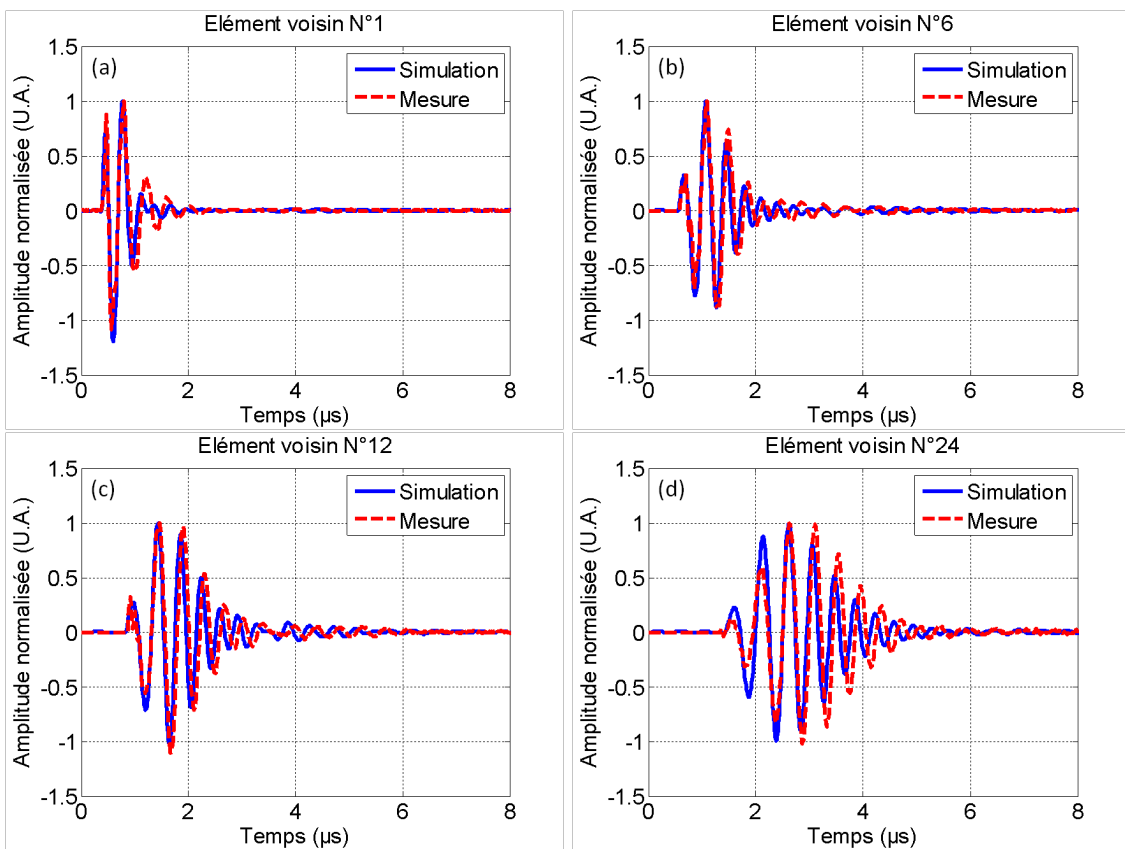 Elément voisin N°1
(a)
Simulation
Mesure
Amplitude normalisée (U.A.)
1.5
1
0.5
0
-0.5
-1
-1.5
0 2 4 6 8
Temps (µs)
Elément voisin N°6
(b)
Simulation
Mesure
Amplitude normalisée (U.A.)
1.5
1
0.5
0
-0.5
-1
-1.5
0 2 4 6 8
Temps (µs)
Elément voisin N°12
(c)
Simulation
Mesure
Amplitude normalisée (U.A.)
1.5
1
0.5
0
-0.5
-1
-1.5
0 2 4 6 8
Temps (µs)
Elément voisin N°24
(d)
Simulation
Mesure
Amplitude normalisée (U.A.)
1.5
1
0.5
0
-0.5
-1
-1.5
0 2 4 6 8
Temps (µs)